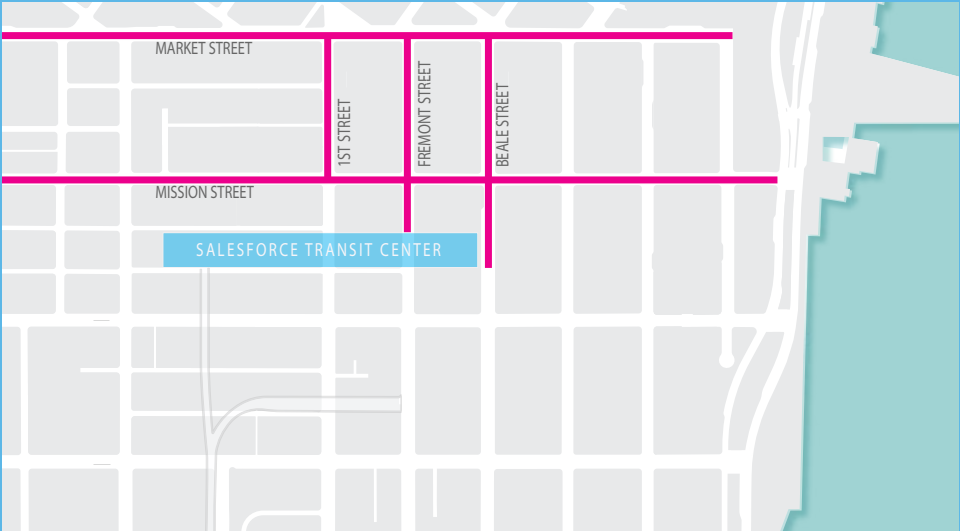 MARKET STREET
1ST STREET
FREMONT STREET
BEALE STREET
MISSION STREET
SALESFORCE TRANSIT CENTER